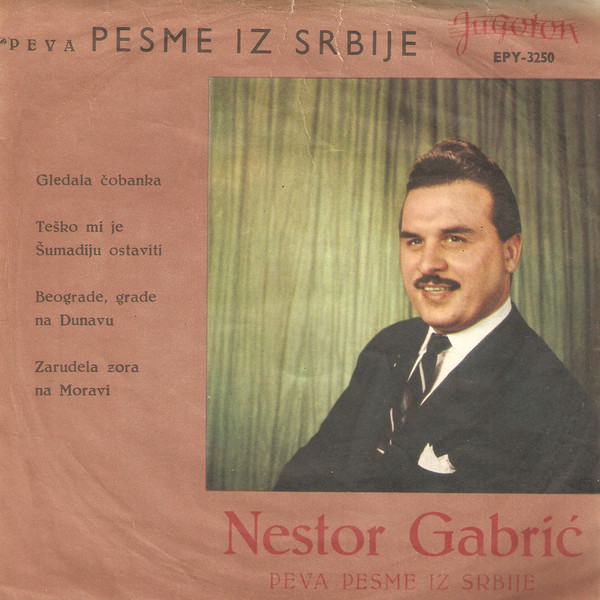 PEVA PESME IZ SRBIJE
Jugoton
EPY-3250
Gledala čobanka
Teško mi je
Šumadiju ostaviti
Beograde, grade
na Dunavu
Zarudela zora
na Moravi
Nestor Gabrić
PEVA PESME IZ SRBIJE